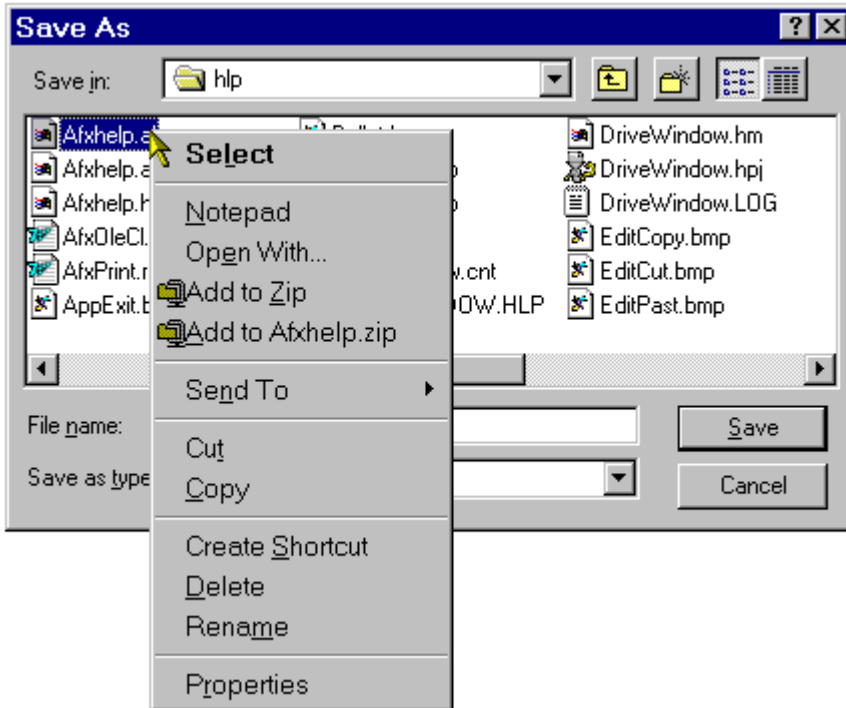 Save As
Save in:
hlp
Afxhelp.a
DriveWindow.hm
Afxhelp.a
DriveWindow.hpj
Afxhelp.h
DriveWindow.LOG
AfxOleCl.
EditCopy.bmp
AfxPrint.r
w.cnt
EditCut.bmp
AppExit.b
OW.HLP
EditPast.bmp
Select
Notepad
Open With...
Add to Zip
Add to Afxhelp.zip
Send To
Cut
Copy
Create Shortcut
Delete
Rename
Properties
File name:
Save
Save as type
Cancel